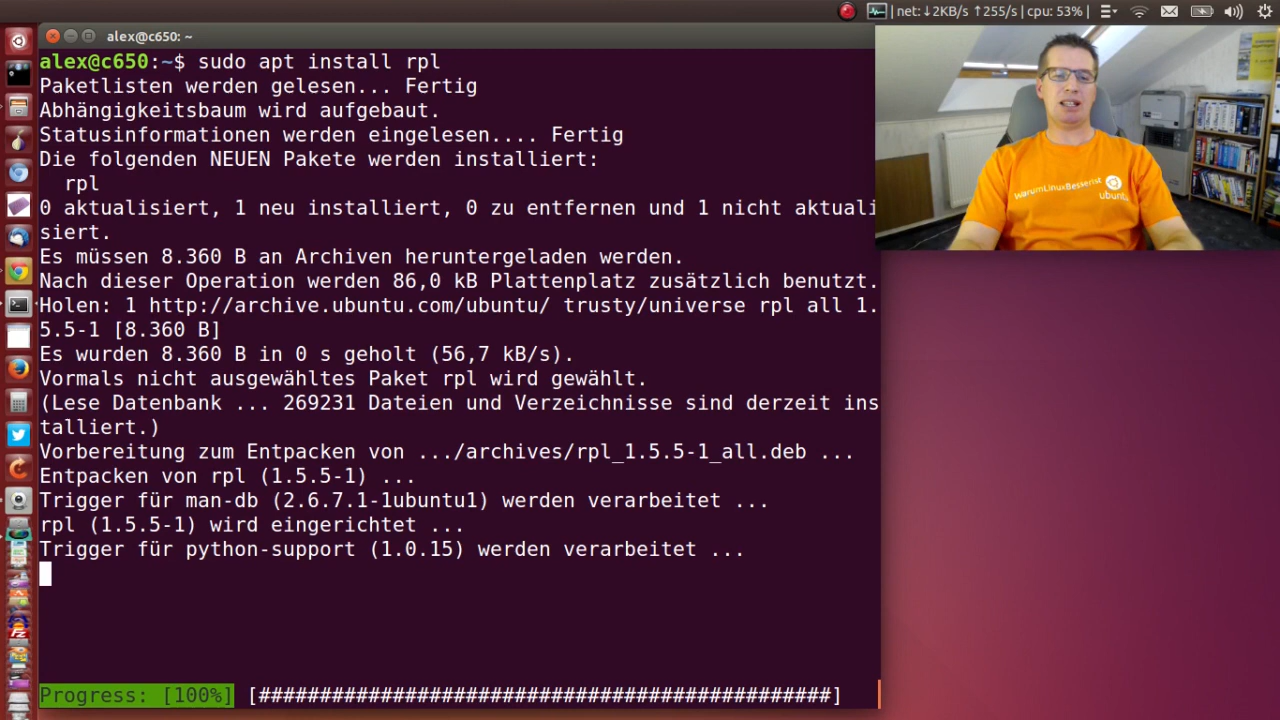 net:↓2KB/s ↑255/s | cpu: 53%
alex@c650: ~
alex@c650:~$ sudo apt install rpl
Paketlisten werden gelesen... Fertig
Abhängigkeitsbaum wird aufgebaut.
Statusinformationen werden eingelesen.... Fertig
Die folgenden NEUEN Pakete werden installiert:
rpl
0 aktualisiert, 1 neu installiert, 0 zu entfernen und 1 nicht aktuali
siert.
Es müssen 8.360 B an Archiven heruntergeladen werden.
Nach dieser Operation werden 86,0 kB Plattenplatz zusätzlich benutzt.
Holen: 1 http://archive.ubuntu.com/ubuntu/ trusty/universe rpl all 1.
5.5-1 [8.360 B]
Es wurden 8.360 B in 0 s geholt (56,7 kB/s).
Vormals nicht ausgewähltes Paket rpl wird gewählt.
(Lese Datenbank ... 269231 Dateien und Verzeichnisse sind derzeit ins
talliert.)
Vorbereitung zum Entpacken von .../archives/rpl_1.5.5-1_all.deb ...
Entpacken von rpl (1.5.5-1) ...
Trigger für man-db (2.6.7.1-1ubuntu1) werden verarbeitet ...
rpl (1.5.5-1) wird eingerichtet ...
Trigger für python-support (1.0.15) werden verarbeitet ...
Progress: [100%] [###############################################]
WarumLinuxBesserIst
ubuntu